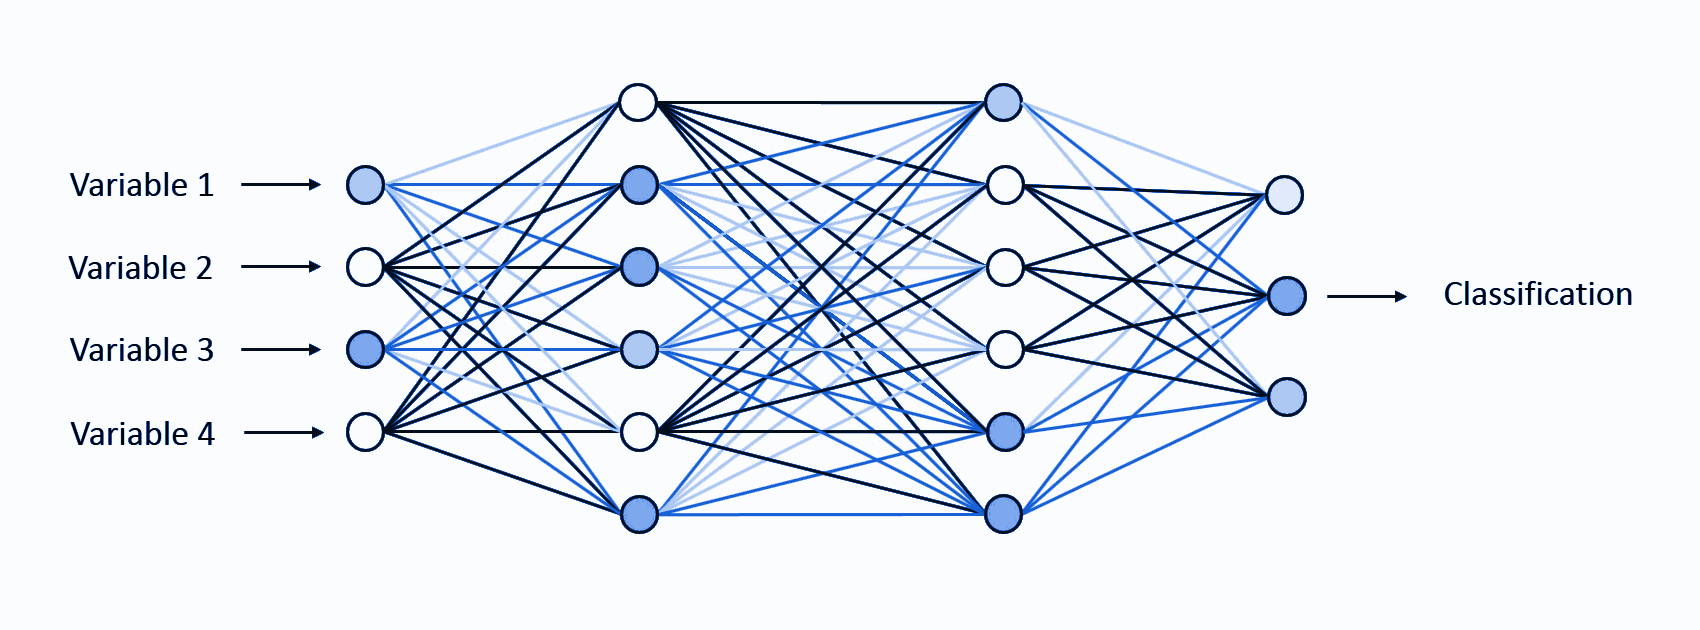 Variable 1
Variable 2
Variable 3
Variable 4
Classification